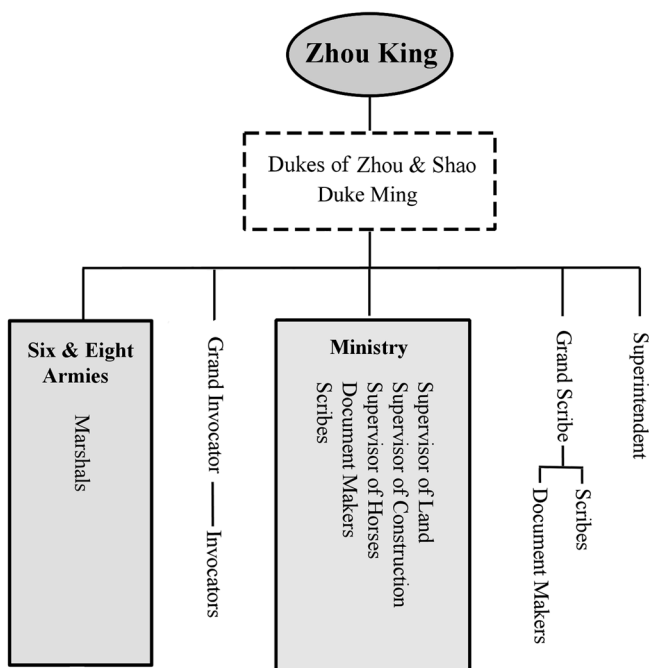 Zhou King
Dukes of Zhou & Shao
Duke Ming
Six & Eight
Armies
Marshals
Grand Invocator
Invocators
Ministry
Supervisor of Land
Supervisor of Construction
Supervisor of Horses
Document Makers
Scribes
Grand Scribe
Scribes
Document Makers
Superintendent